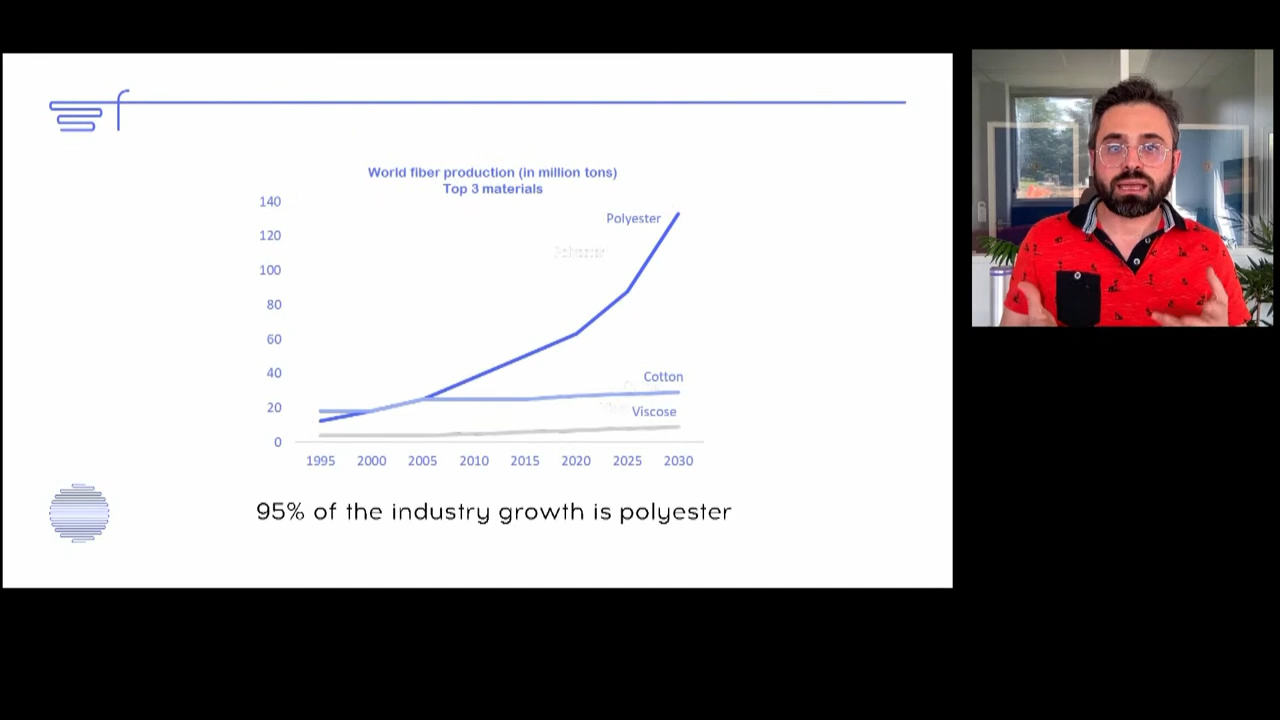 World fiber production (in million tons)
Top 3 materials
140
120
100
80
60
40
20
0
Polyester
Cotton
Viscose
1995 2000 2005 2010 2015 2020 2025 2030
95% of the industry growth is polyester